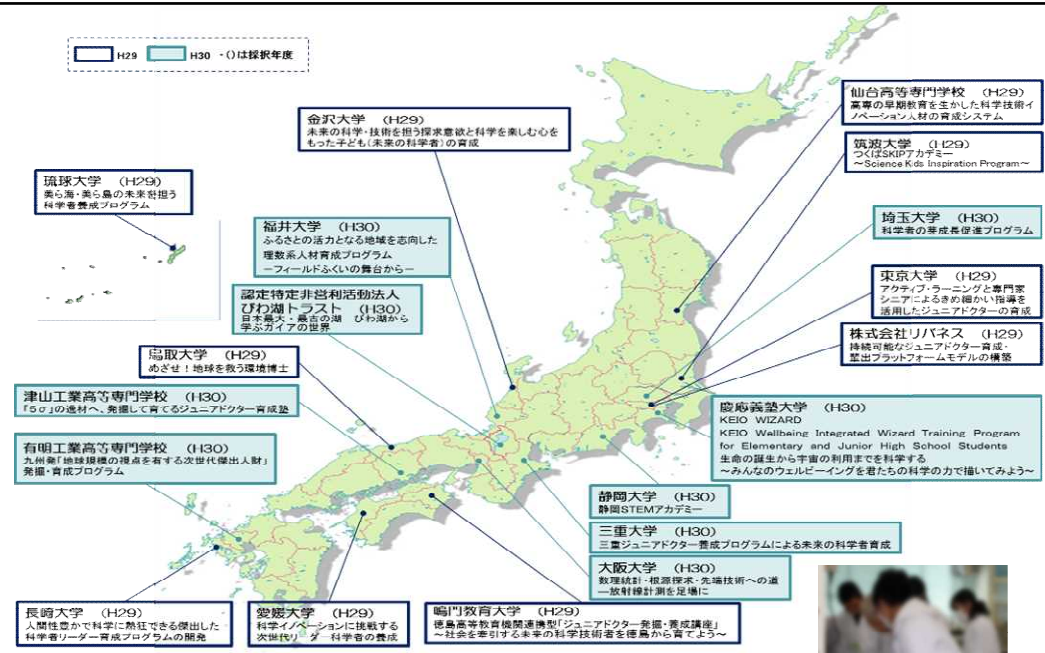 H29 H30 ・()は採択年度
仙台高等専門学校 (H29)
高専の早期教育を生かした科学技術イ
ノベーション人材の育成システム
金沢大学 (H29)
未来の科学・技術を担う探求意欲と科学を楽しむ心を
もった子ども(未来の科学者)の育成
筑波大学 (H29)
つくばSKIPアカデミー
～Science Kids Inspiration Program～
琉球大学 (H29)
美ら海・美ら島の未来を担う
科学者養成プログラム
福井大学 (H30)
ふるさとの活力となる地域を志向した
理数系人材育成プログラム
―フィールドふくいの舞台から―
埼玉大学 (H30)
科学者の芽成長促進プログラム
認定特定非営利活動法人
びわ湖トラスト (H30)
日本最大・最古の湖 びわ湖から
学ぶガイアの世界
東京大学 (H29)
アクティブ・ラーニングと専門家
シニアによるきめ細かい指導を
活用したジュニアドクターの育成
株式会社リバネス (H29)
持続可能なジュニアドクター育成・
輩出プラットフォームモデルの構築
鳥取大学 (H29)
めざせ！地球を救う環境博士
津山工業高等専門学校 (H30)
「5σ」の逸材へ、発掘して育てるジュニアドクター育成塾
慶応義塾大学 (H30)
KEIO WIZARD
KEIO Wellbeing Integrated Wizard Training Program
for Elementary and Junior High School Students
生命の誕生から宇宙の利用までを科学する
～みんなのウェルビーイングを君たちの科学の力で描いてみよう～
有明工業高等専門学校 (H30)
九州発「地球規模の視点を有する次世代傑出人財」
発掘・育成プログラム
静岡大学 (H30)
静岡STEMアカデミー
三重大学 (H30)
三重ジュニアドクター養成プログラムによる未来の科学者育成
大阪大学 (H30)
数理統計・根源探求・先端技術への道
―放射線計測を足場に
長崎大学 (H29)
人間性豊かで科学に熱狂できる傑出した
科学者リーダー育成プログラムの開発
愛媛大学 (H29)
科学イノベーションに挑戦する
次世代リーダー科学者の養成
鳴門教育大学 (H29)
徳島高等教育機関連携型「ジュニアドクター発掘・養成講座」
～社会を牽引する未来の科学技術者を徳島から育てよう～